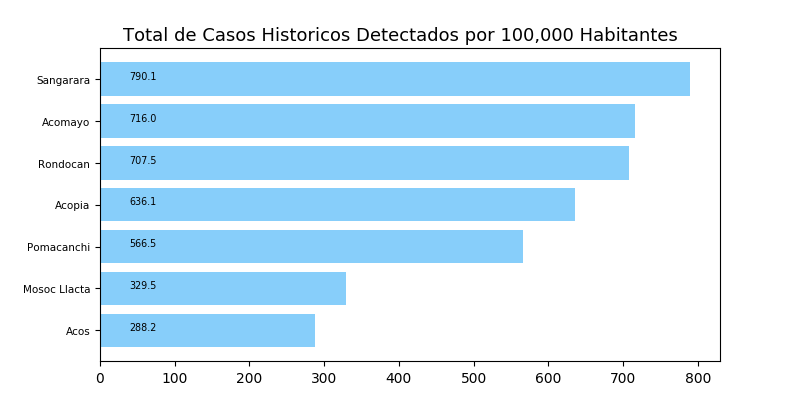 Total de Casos Historicos Detectados por 100,000 Habitantes
Sangarara 790.1
Acomayo 716.0
Rondocan 707.5
Acopia 636.1
Pomacanchi 566.5
Mosoc Llacta 329.5
Acos 288.2
0 100 200 300 400 500 600 700 800